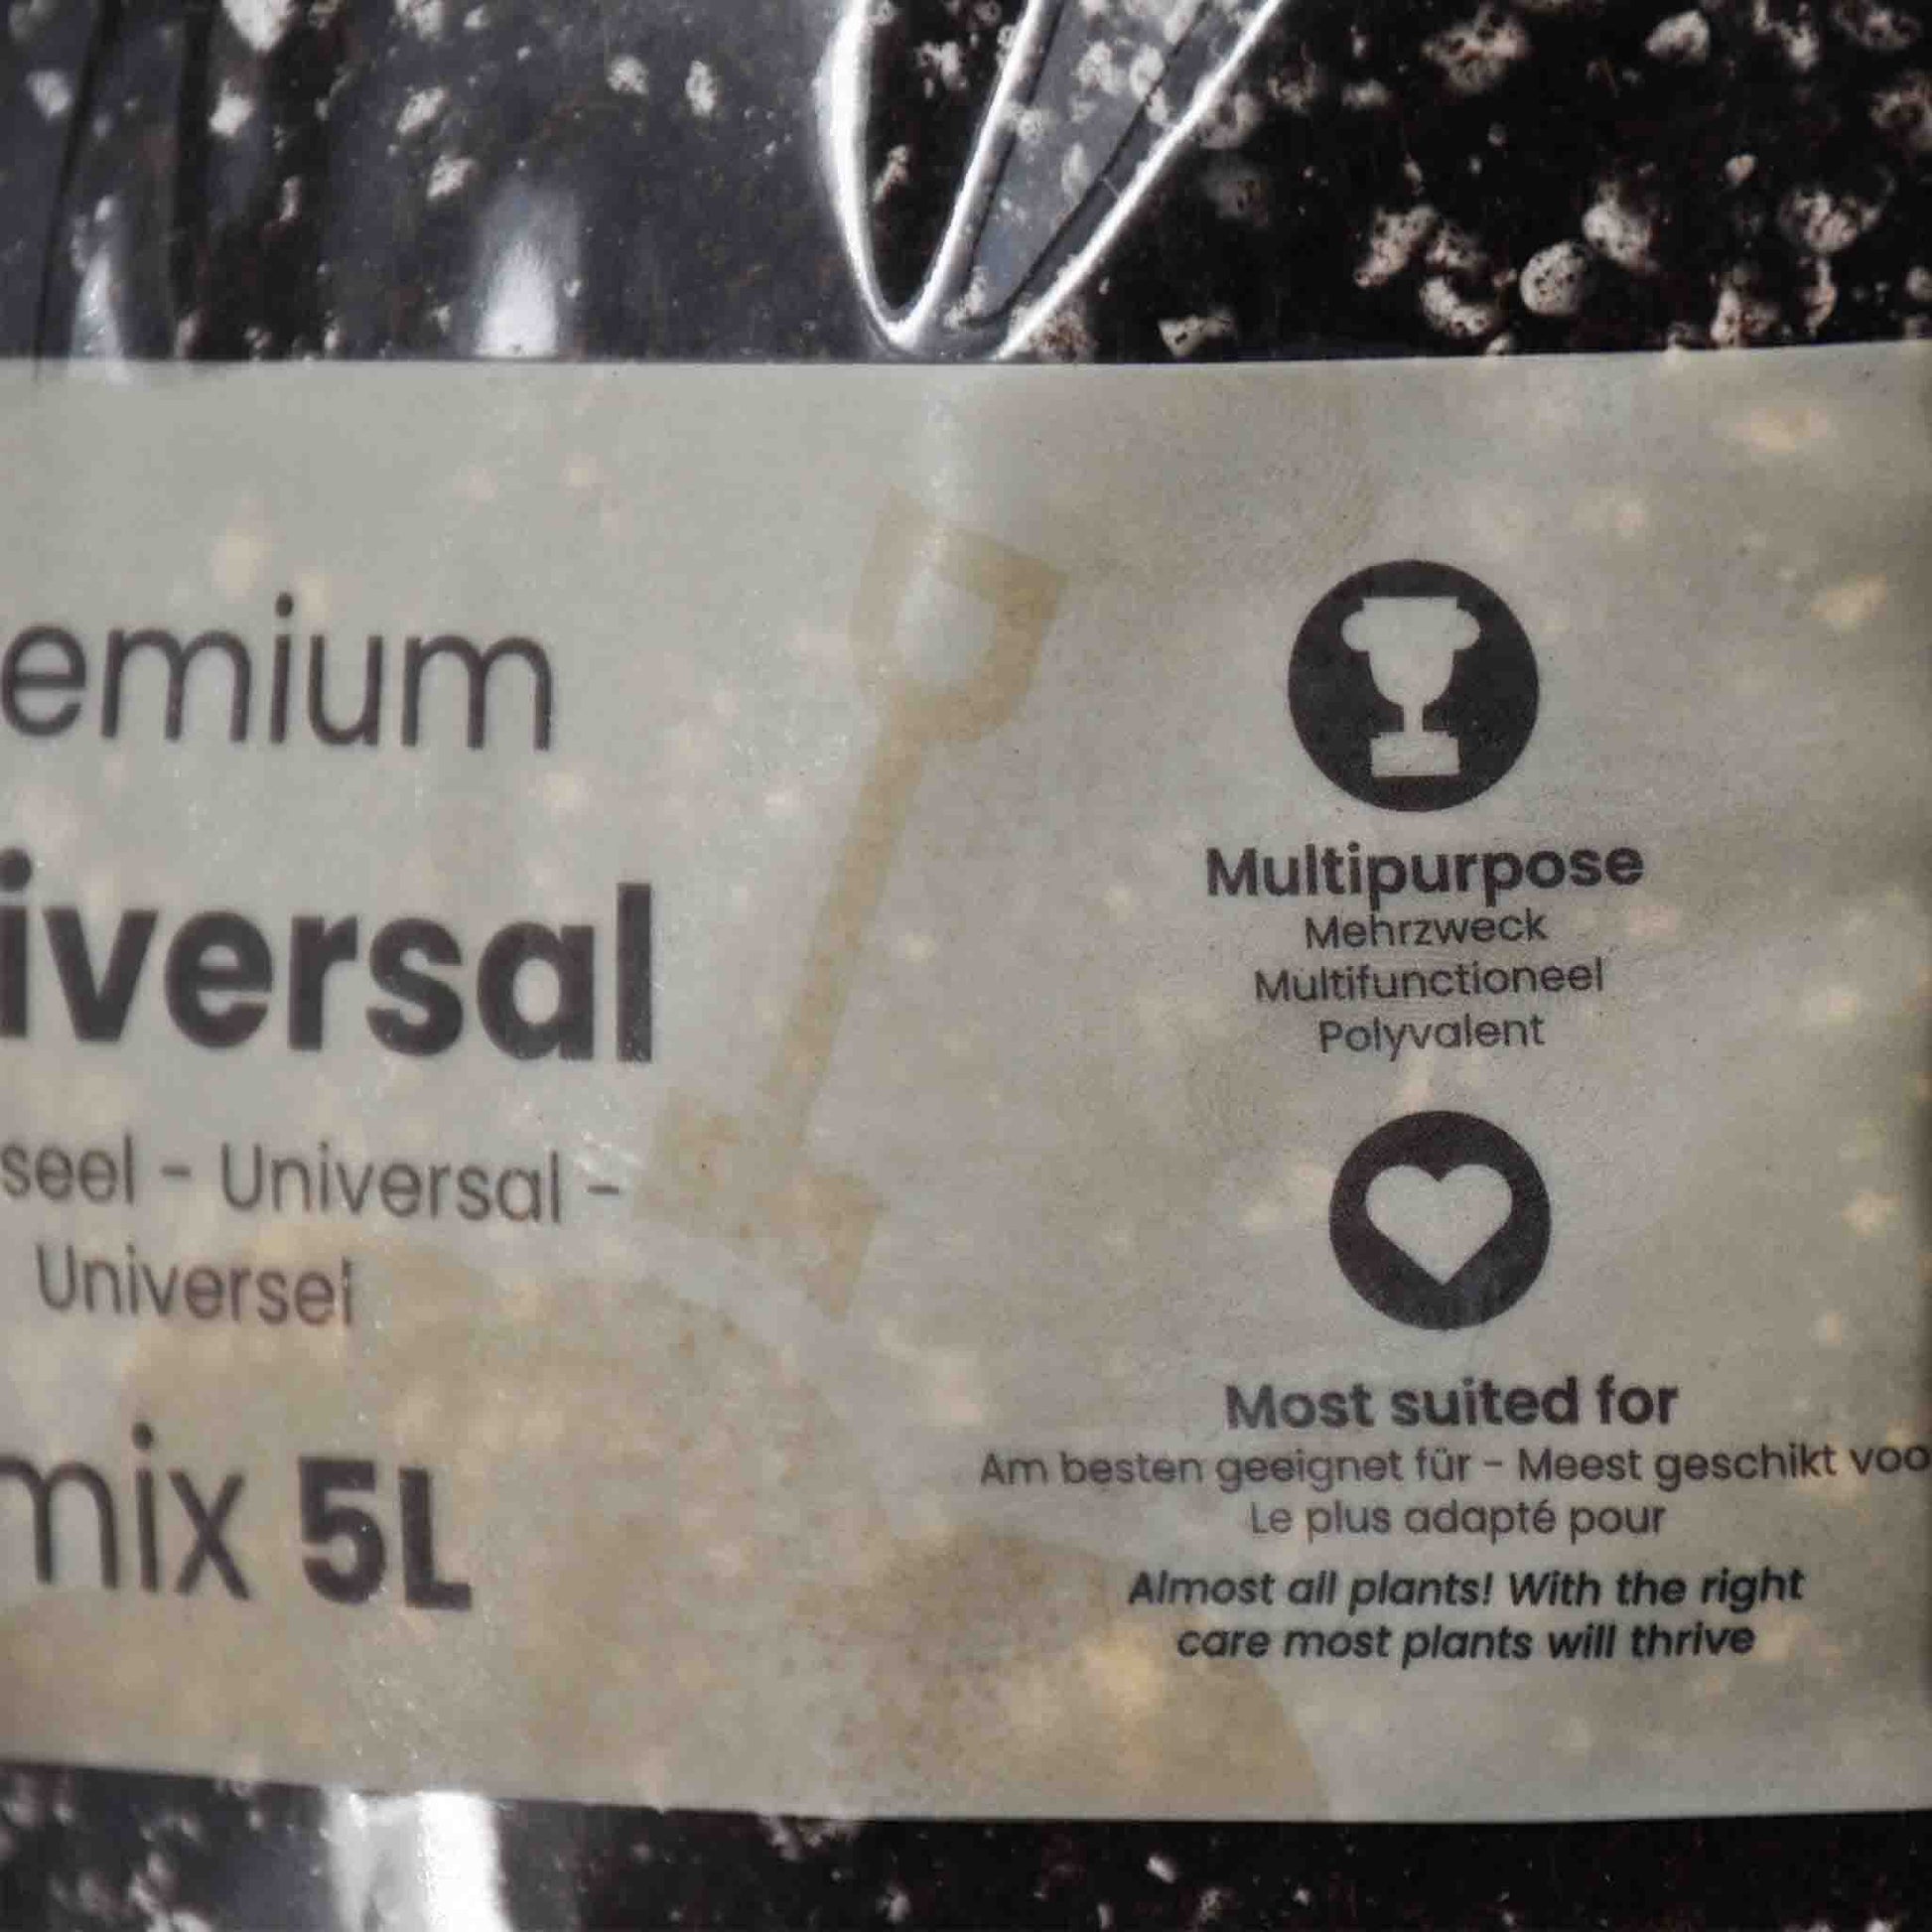 emium
iversal
seel - Universal -
Universel
mix 5L
Multipurpose
Mehrzweck
Multifunctioneel
Polyvalent
Most suited for
Am besten geeignet für - Meest geschikt voo
Le plus adapté pour
Almost all plants! With the right
care most plants will thrive